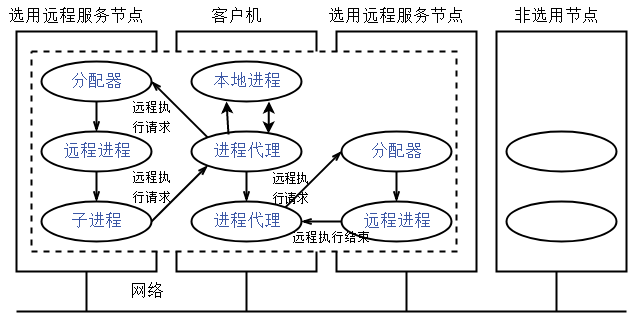 选用远程服务节点
客户机
选用远程服务节点
非选用节点
分配器
本地进程
远程执
行请求
远程进程
进程代理
分配器
远程执
行请求
远程执
行请求
子进程
进程代理
远程进程
远程执行结束
网络